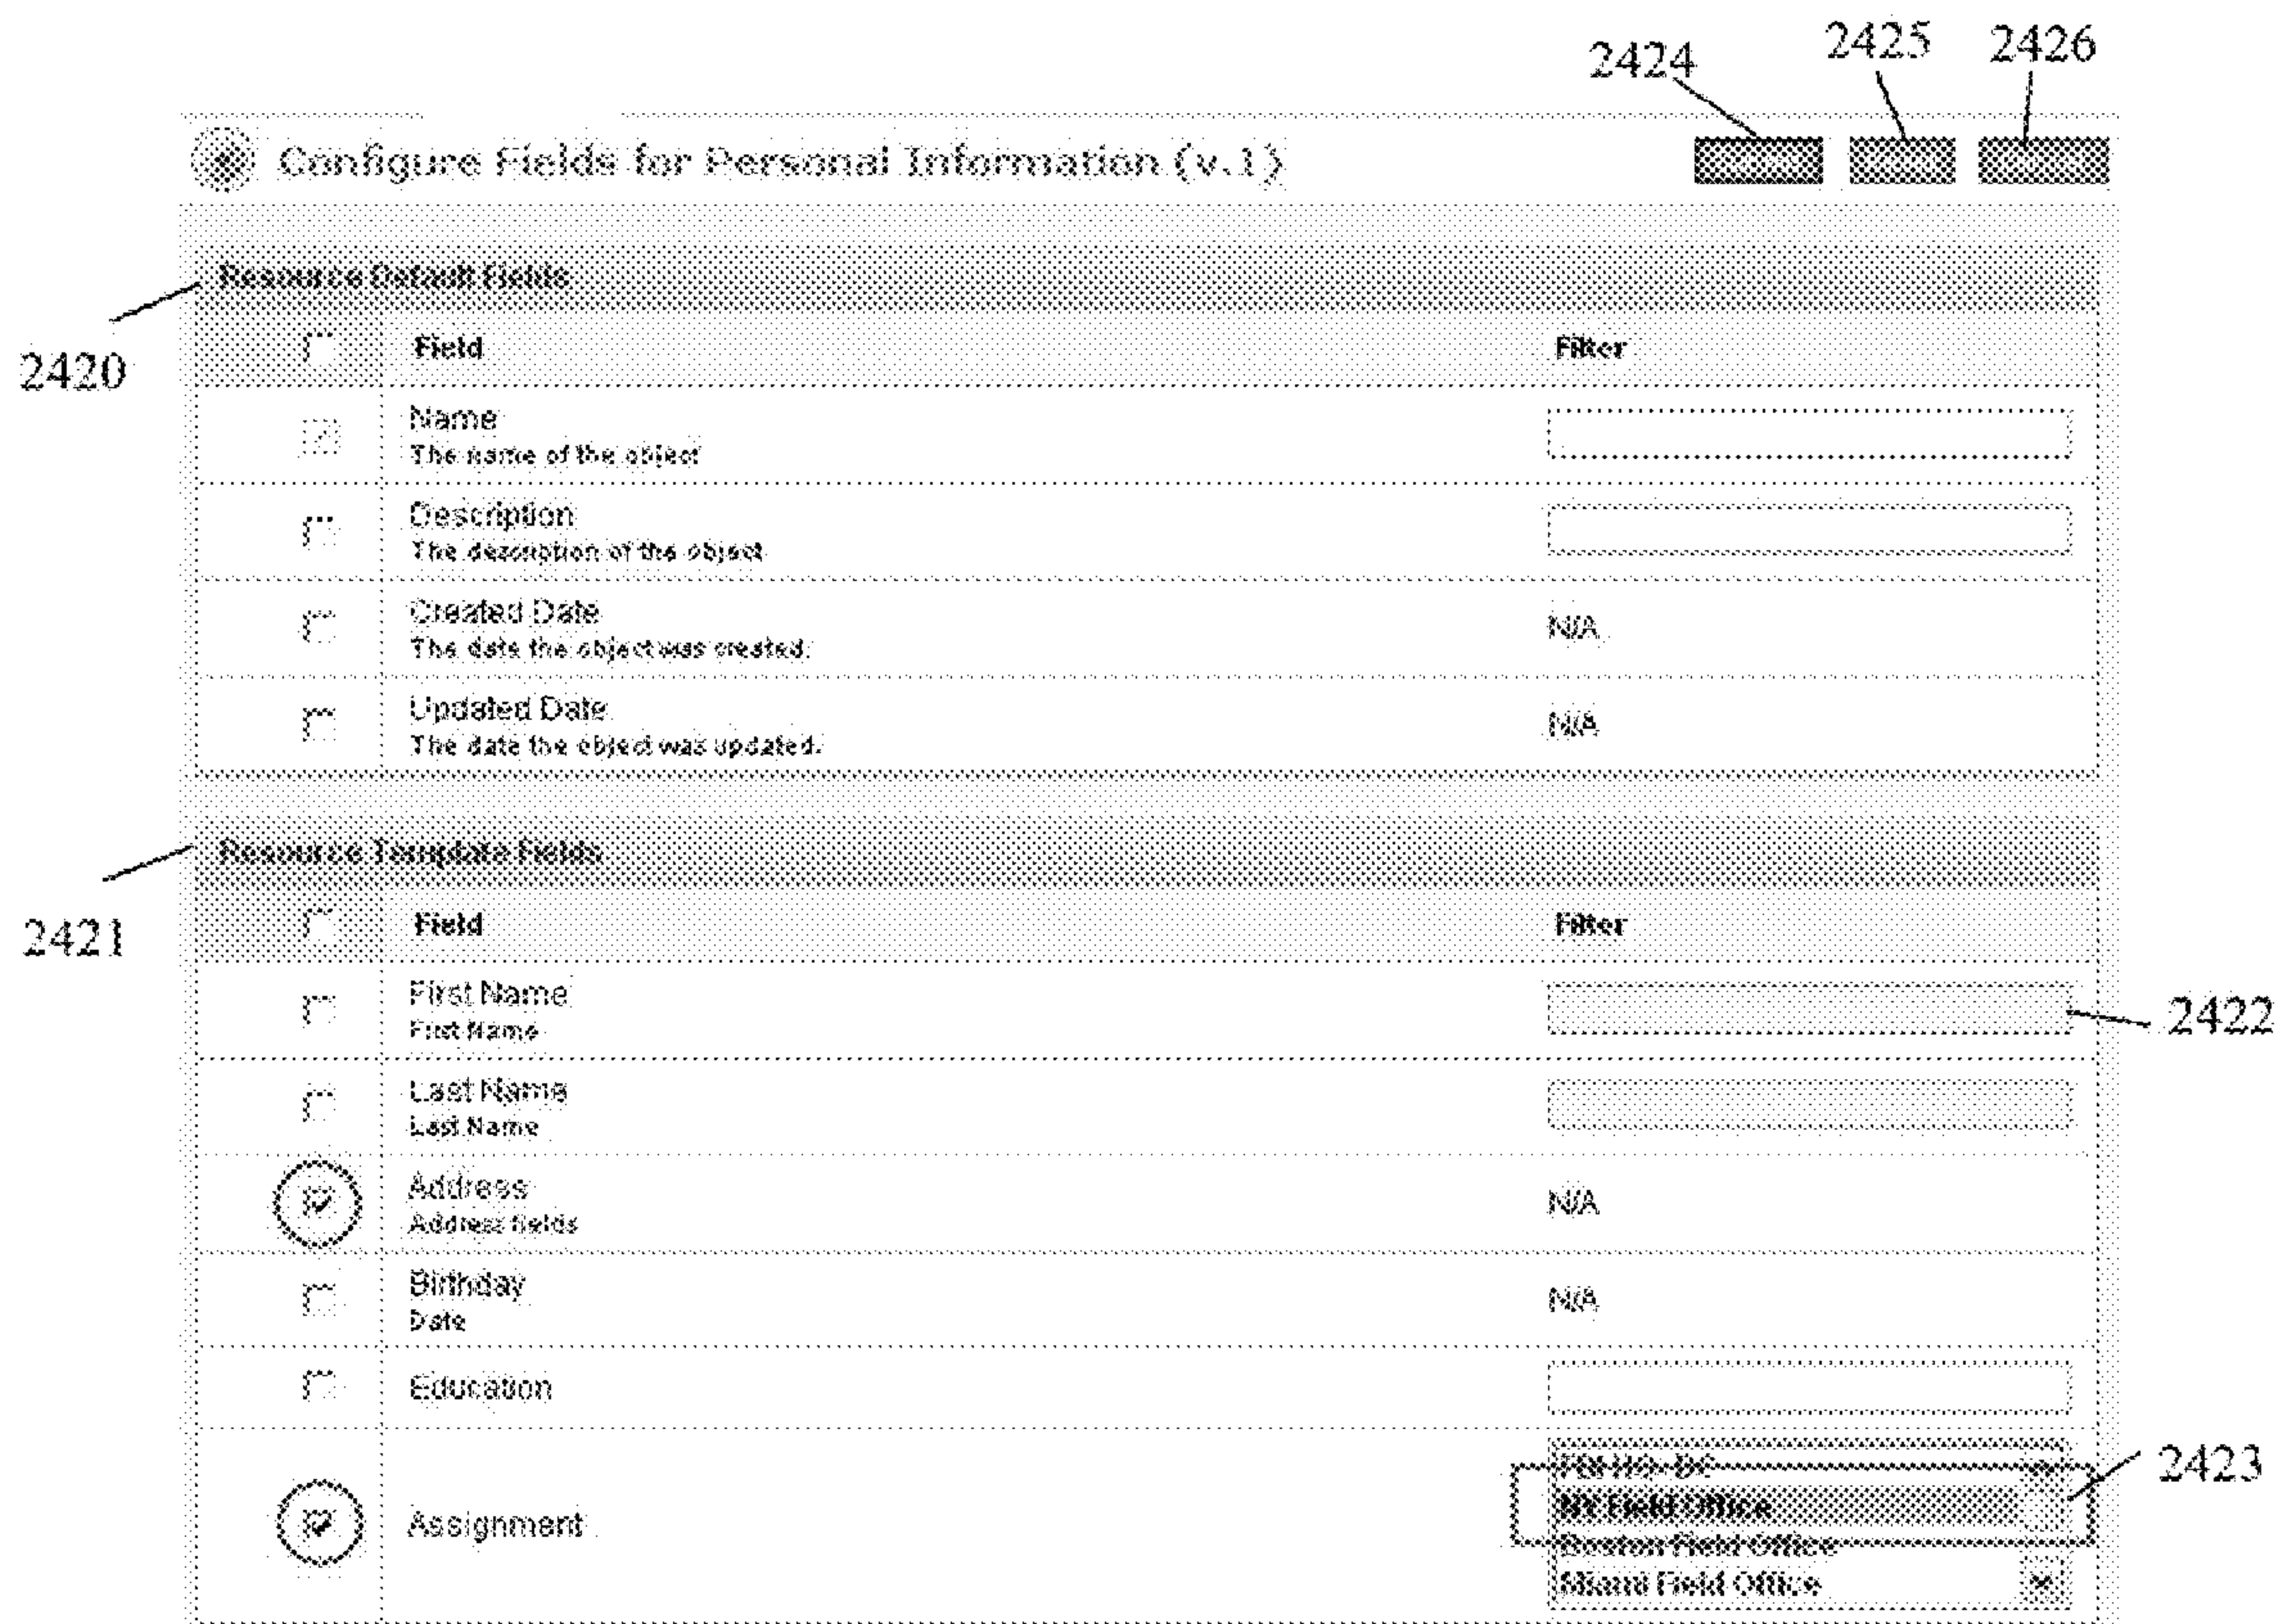 2424 2425 2426
Configure Fields for Personal Information (v.1)
Resource Default Fields
2420
Field Filter
Name
The name of the object
Description
The description of the object
Created Date N/A
The date the object was created.
Updated Date N/A
The date the object was updated.
Resource Template Fields
2421
Field Filter
First Name
First Name
2422
Last Name
Last Name
Address N/A
Address fields
Birthday N/A
Date
Education
2423
FBI HQ- DC
NY Field Office
Assignment
Boston Field Office
Miami Field Office